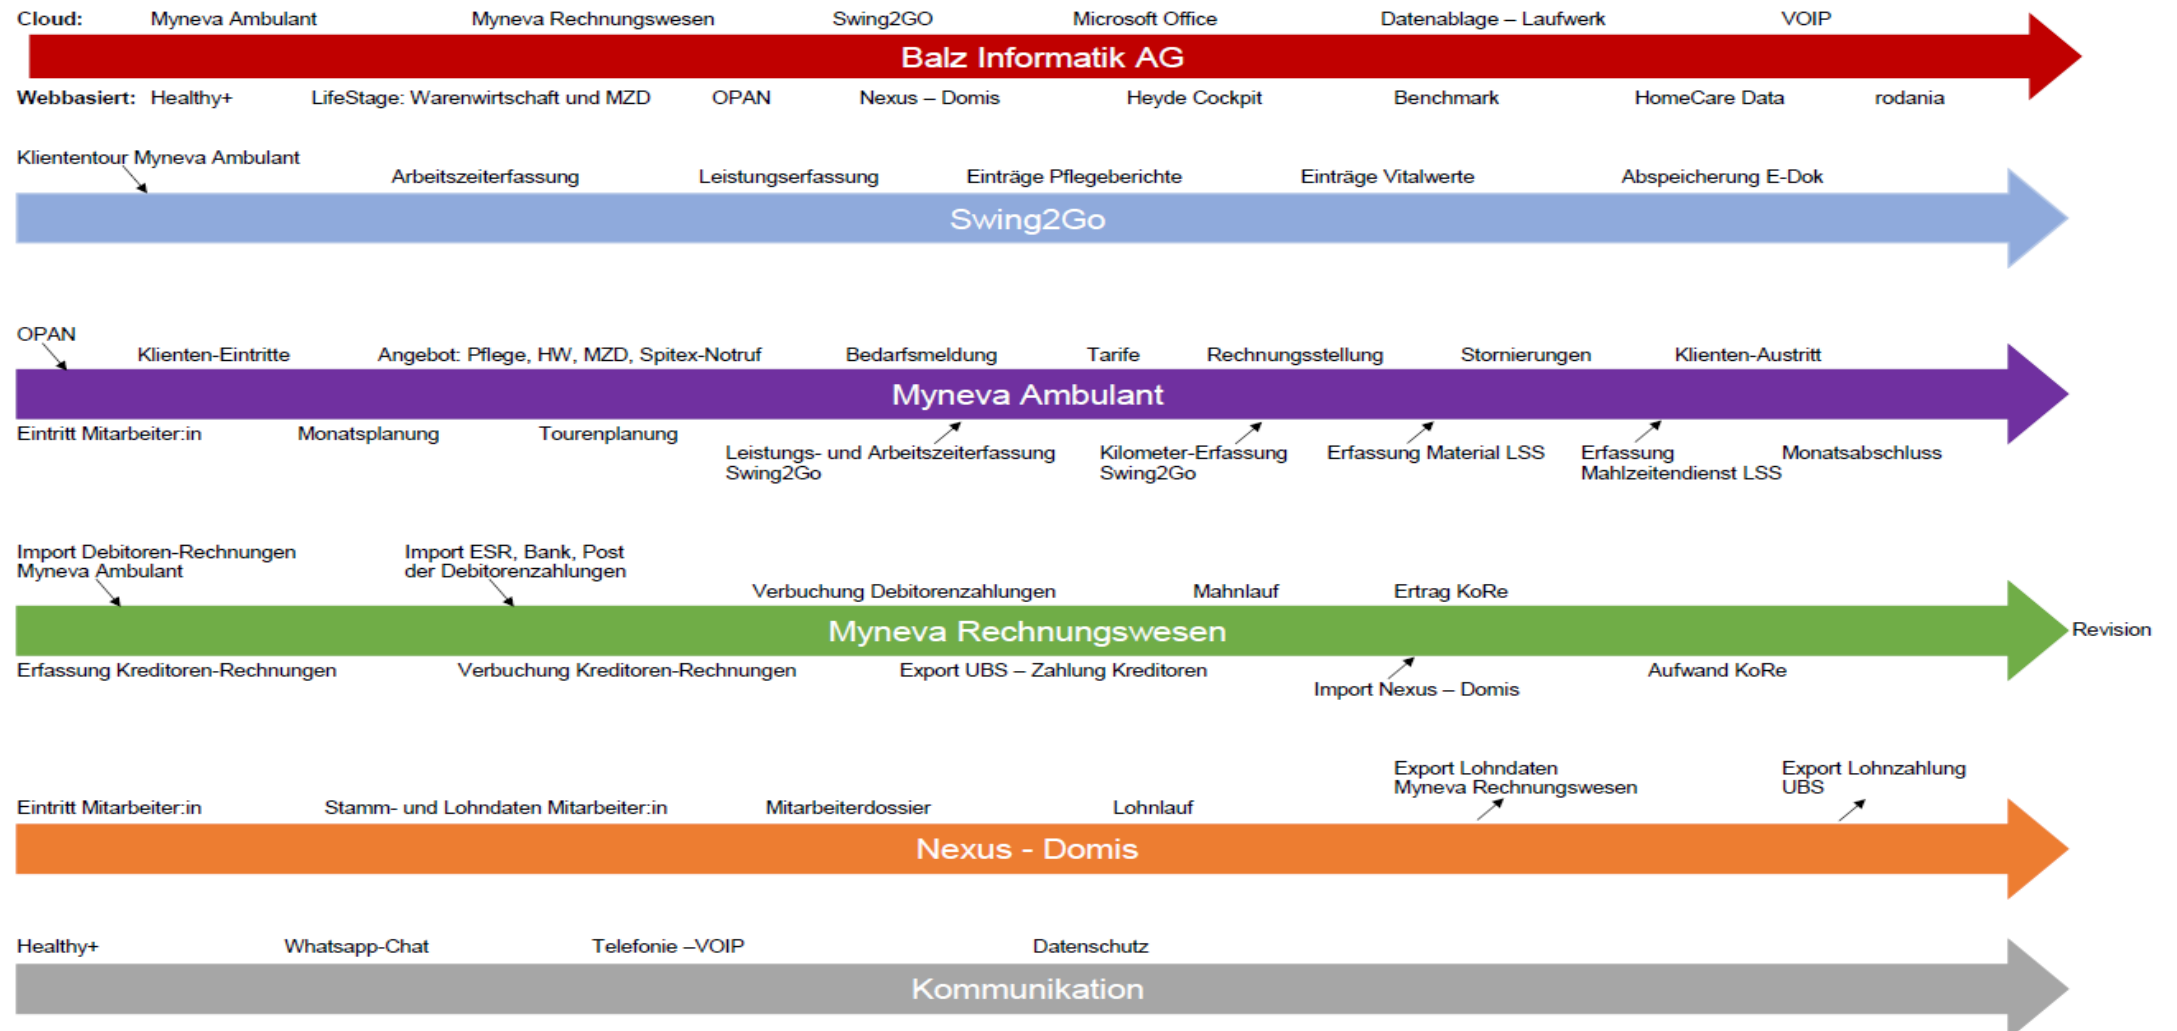 Cloud: Myneva Ambulant Myneva Rechnungswesen Swing2GO Microsoft Office Datenablage – Laufwerk VOIP
Balz Informatik AG
Webbasiert: Healthy+ LifeStage: Warenwirtschaft und MZD OPAN Nexus – Domis Heyde Cockpit Benchmark HomeCare Data rodania
Kliententour Myneva Ambulant
Arbeitszeiterfassung Leistungserfassung Einträge Pflegeberichte Einträge Vitalwerte Abspeicherung E-Dok
Swing2Go
OPAN
Klienten-Eintritte Angebot: Pflege, HW, MZD, Spitex-Notruf Bedarfsmeldung Tarife Rechnungsstellung Stornierungen Klienten-Austritt
Myneva Ambulant
Eintritt Mitarbeiter:in Monatsplanung Tourenplanung
Leistungs- und Arbeitszeiterfassung Kilometer-Erfassung Erfassung Material LSS Erfassung Monatsabschluss
Swing2Go Swing2Go Mahlzeitendienst LSS
Import Debitoren-Rechnungen Import ESR, Bank, Post
Myneva Ambulant der Debitorenzahlungen
Verbuchung Debitorenzahlungen Mahnlauf Ertrag KoRe
Myneva Rechnungswesen Revision
Erfassung Kreditoren-Rechnungen Verbuchung Kreditoren-Rechnungen Export UBS – Zahlung Kreditoren Aufwand KoRe
Import Nexus – Domis
Export Lohndaten Export Lohnzahlung
Myneva Rechnungswesen UBS
Eintritt Mitarbeiter:in Stamm- und Lohndaten Mitarbeiter:in Mitarbeiterdossier Lohnlauf
Nexus - Domis
Healthy+ Whatsapp-Chat Telefonie –VOIP Datenschutz
Kommunikation